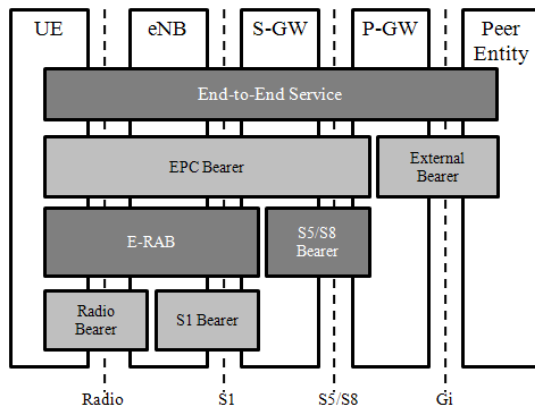 UE eNB S-GW P-GW Peer
Entity
End-to-End Service
EPC Bearer
External
Bearer
E-RAB
S5/S8
Bearer
Radio
Bearer
S1 Bearer
Radio S1 S5/S8 Gi